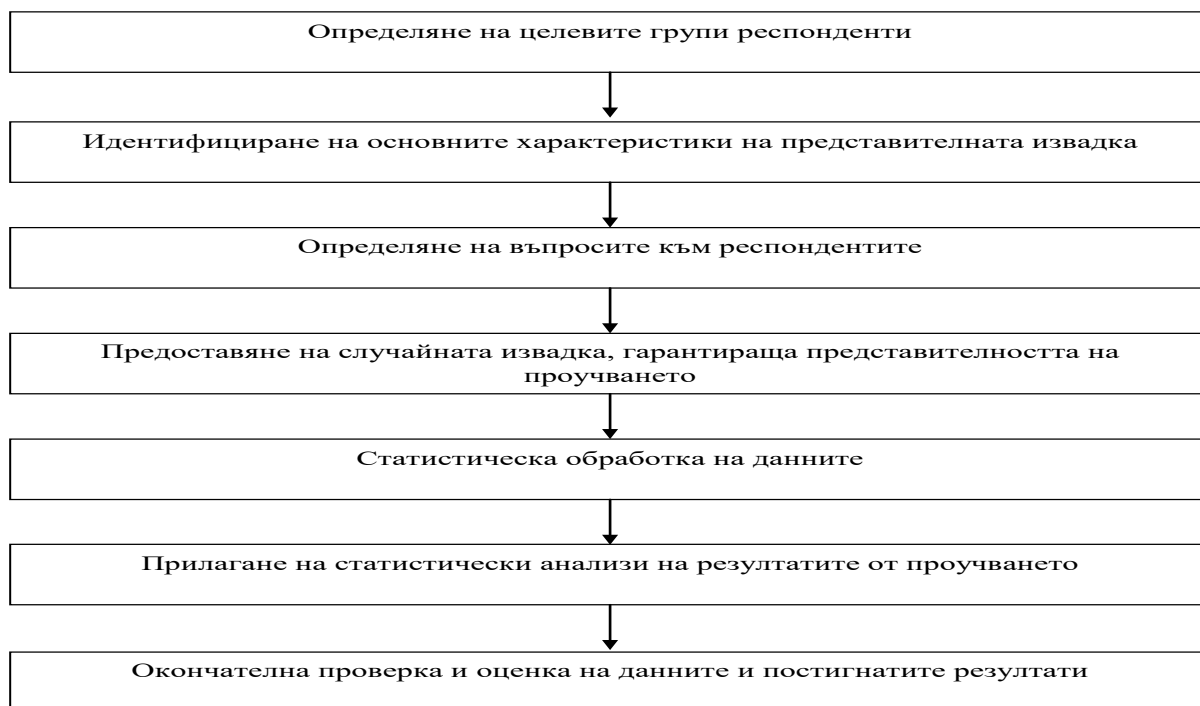 Определяне на целевите групи респонденти
Идентифициране на основните характеристики на представителната извадка
Определяне на въпросите към респондентите
Предоставяне на случайната извадка, гарантираща представителността на
проучването
Статистическа обработка на данните
Прилагане на статистически анализи на резултатите от проучването
Окончателна проверка и оценка на данните и постигнатите резултати